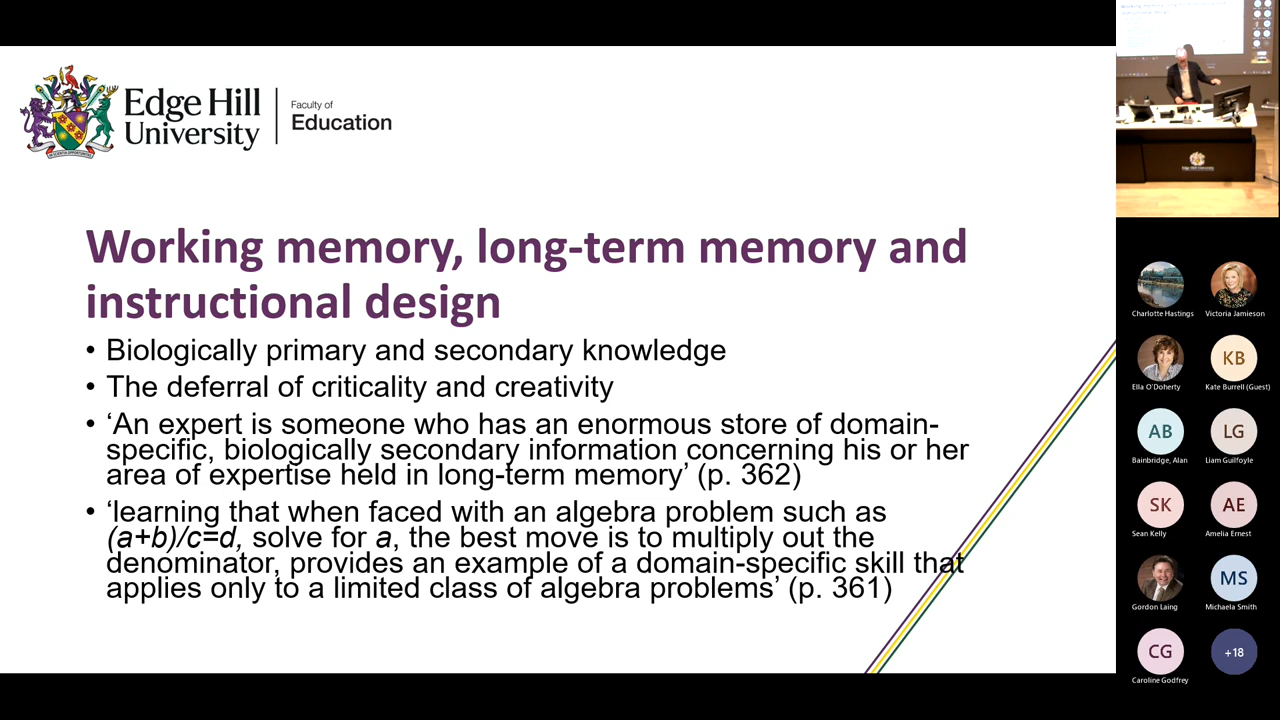 Edge Hill
University
Faculty of
Education
Working memory, long-term memory and
instructional design
• Biologically primary and secondary knowledge
• The deferral of criticality and creativity
• ‘An expert is someone who has an enormous store of domain-
specific, biologically secondary information concerning his or her
area of expertise held in long-term memory’ (p. 362)
• ‘learning that when faced with an algebra problem such as
(a+b)/c=d, solve for a, the best move is to multiply out the
denominator, provides an example of a domain-specific skill that
applies only to a limited class of algebra problems’ (p. 361)
Edge Hill University
Charlotte Hastings
Victoria Jamieson
Ella O'Doherty
KB
Kate Burrell (Guest)
AB
Bainbridge, Alan
LG
Liam Guilfoyle
SK
Sean Kelly
AE
Amelia Ernest
Gordon Laing
MS
Michaela Smith
CG
Caroline Godfrey
+18